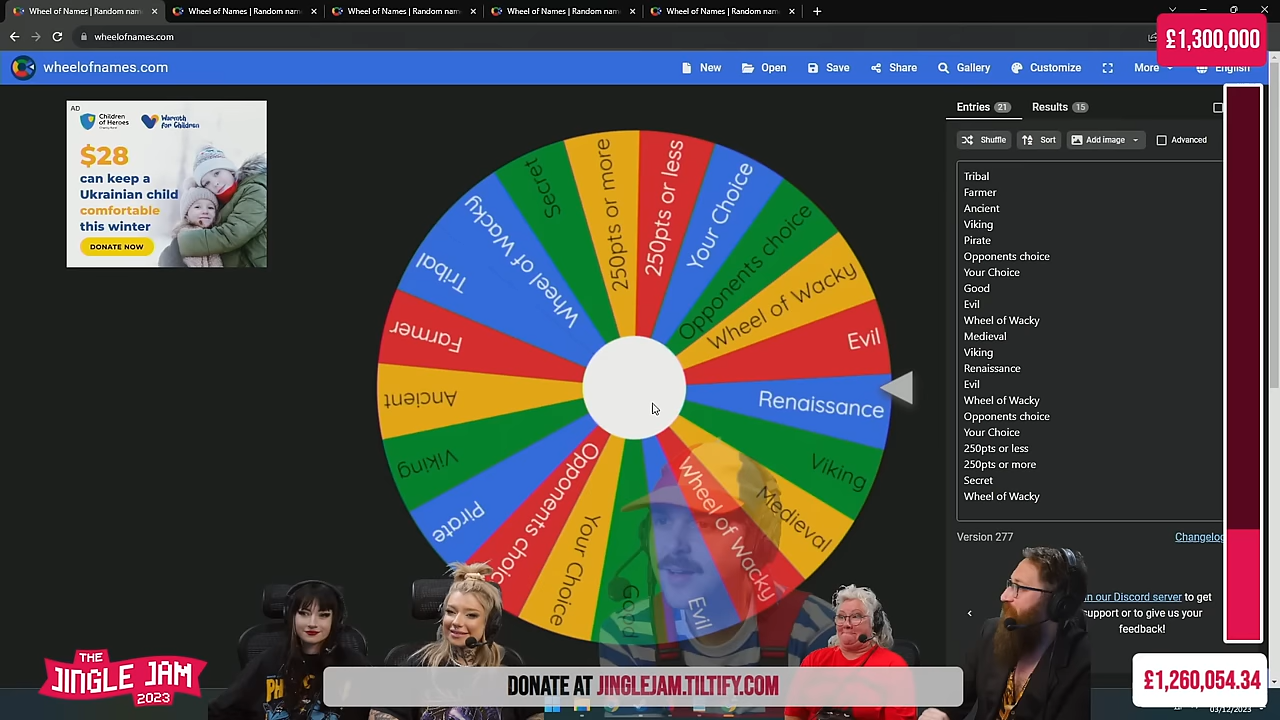 Wheel of Names | Random nam
Wheel of Names | Random name
Wheel of Names | Random nam
Wheel of Names | Random nam
Wheel of Names | Random nam
wheelofnames.com
£1,300,000
wheelofnames.com
New
Open
Save
Share
Gallery
Customize
More
English
AD
Children of Heroes
Warmth for Children
$28
can keep a
Ukrainian child
comfortable
this winter
DONATE NOW
Secret
250pts or more
250pts or less
Your Choice
Opponents choice
Wheel of Wacky
Evil
Renaissance
Viking
Medieval
Wheel of Wacky
Evil
Good
Your Choice
Opponents choic
Pirate
Viking
Ancient
Farmer
Tribal
Wheel of Wacky
Entries 21
Results 15
Shuffle
Sort
Add image
Advanced
Tribal
Farmer
Ancient
Viking
Pirate
Opponents choice
Your Choice
Good
Evil
Wheel of Wacky
Medieval
Viking
Renaissance
Evil
Wheel of Wacky
Opponents choice
Your Choice
250pts or less
250pts or more
Secret
Wheel of Wacky
Version 277
Changelog
n our Discord server to get
support or to give us your
feedback!
THE
JINGLE JAM
2023
DONATE AT JINGLEJAM.TILTIFY.COM
£1,260,054.34
03/12/2023